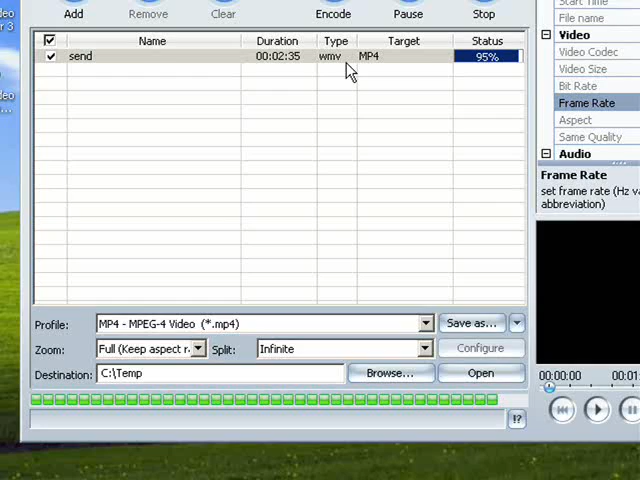 Add Remove Clear Encode Pause Stop
Name Duration Type Target Status
send 00:02:35 wmv MP4 95%
Profile: MP4 - MPEG-4 Video (*.mp4) Save as...
Zoom: Full (Keep aspect r. Split: Infinite Configure
Destination: C:\Temp Browse... Open
!?
File name
Video
Video Codec
Video Size
Bit Rate
Frame Rate
Aspect
Same Quality
Audio
Frame Rate
set frame rate (Hz va
abbreviation)
00:00:00 00:01: